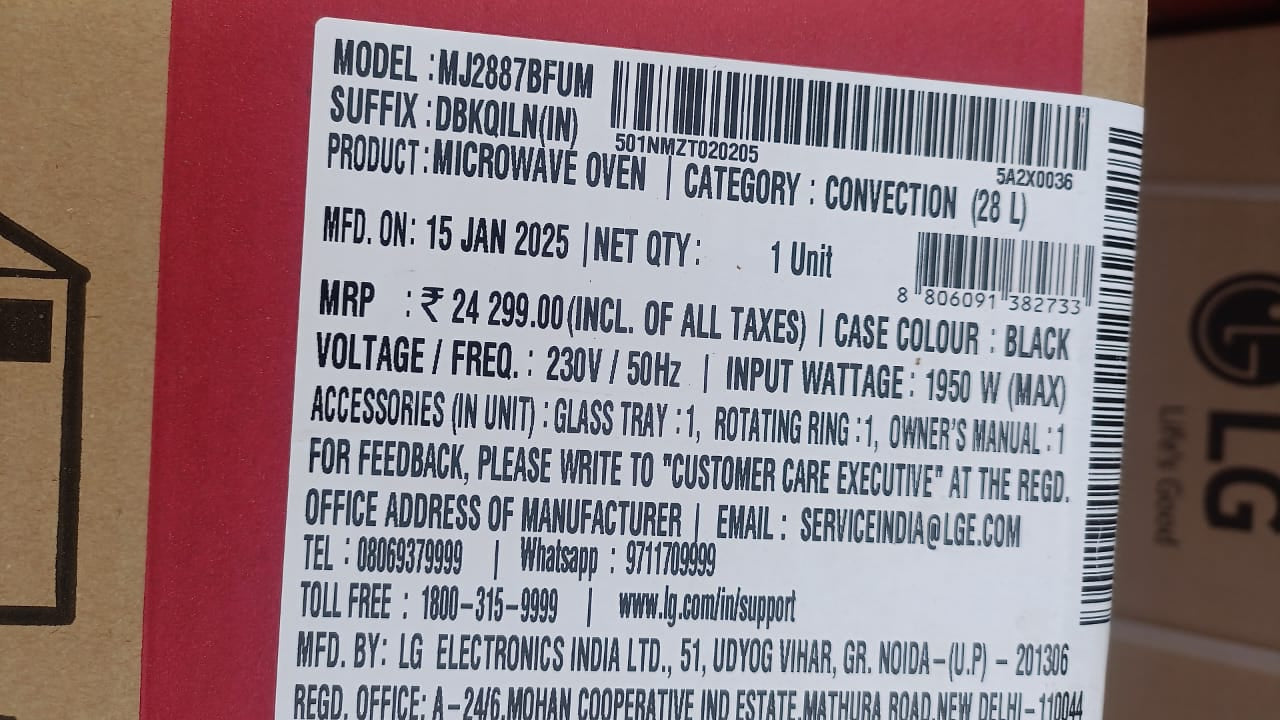 MODEL :MJ2887BFUM
SUFFIX :DBKQILN(IN)
501NMZT020205
5A2X0036
PRODUCT:MICROWAVE OVEN | CATEGORY : CONVECTION (28 L)
MFD. ON: 15 JAN 2025 |NET QTY: 1 Unit
8 806091 382733
MRP :₹ 24 299.00(INCL. OF ALL TAXES) | CASE COLOUR : BLACK
VOLTAGE / FREQ. : 230V / 50Hz | INPUT WATTAGE : 1950 W (MAX)
ACCESSORIES (IN UNIT) : GLASS TRAY :1, ROTATING RING :1, OWNER'S MANUAL :1
FOR FEEDBACK, PLEASE WRITE TO "CUSTOMER CARE EXECUTIVE" AT THE REGD.
OFFICE ADDRESS OF MANUFACTURER | EMAIL : SERVICEINDIA@LGE.COM
TEL : 08069379999 | Whatsapp : 9711709999
TOLL FREE : 1800-315-9999 | www.lg.com/in/support
MFD. BY: LG ELECTRONICS INDIA LTD., 51, UDYOG VIHAR, GR. NOIDA-(U.P) - 201306
REGD. OFFICE: A-24/6,MOHAN COOPERATIVE IND ESTATE,MATHURA ROAD,NEW DELHI-110044
LG
Life's Good